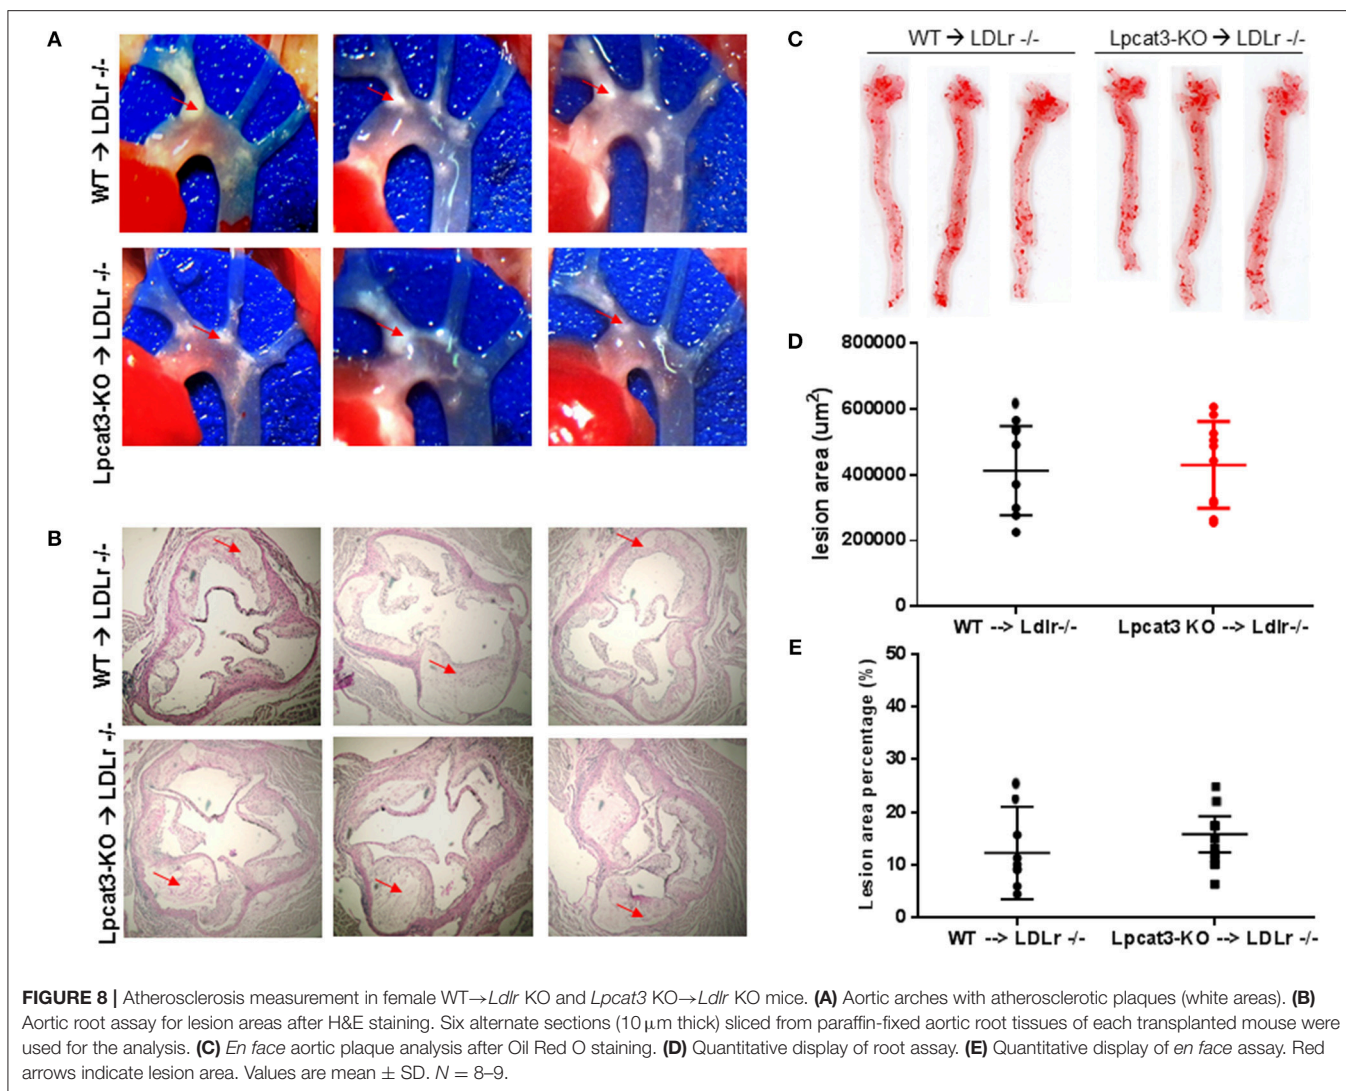 A
WT → LDLr -/-
Lpcat3-KO → LDLr -/-
B
WT → LDLr -/-
Lpcat3-KO → LDLr -/-
C
WT → LDLr -/-
Lpcat3-KO → LDLr -/-
D
lesion area (um²)
800000
600000
400000
200000
0
WT --> Ldlr-/-
Lpcat3 KO --> Ldlr-/-
E
Lesion area percentage (%)
50
40
30
20
10
0
WT --> LDLr -/-
Lpcat3-KO --> LDLr -/-
FIGURE 8 | Atherosclerosis measurement in female WT→Ldlr KO and Lpcat3 KO→Ldlr KO mice. (A) Aortic arches with atherosclerotic plaques (white areas). (B)
Aortic root assay for lesion areas after H&E staining. Six alternate sections (10 μm thick) sliced from paraffin-fixed aortic root tissues of each transplanted mouse were
used for the analysis. (C) En face aortic plaque analysis after Oil Red O staining. (D) Quantitative display of root assay. (E) Quantitative display of en face assay. Red
arrows indicate lesion area. Values are mean ± SD. N = 8–9.